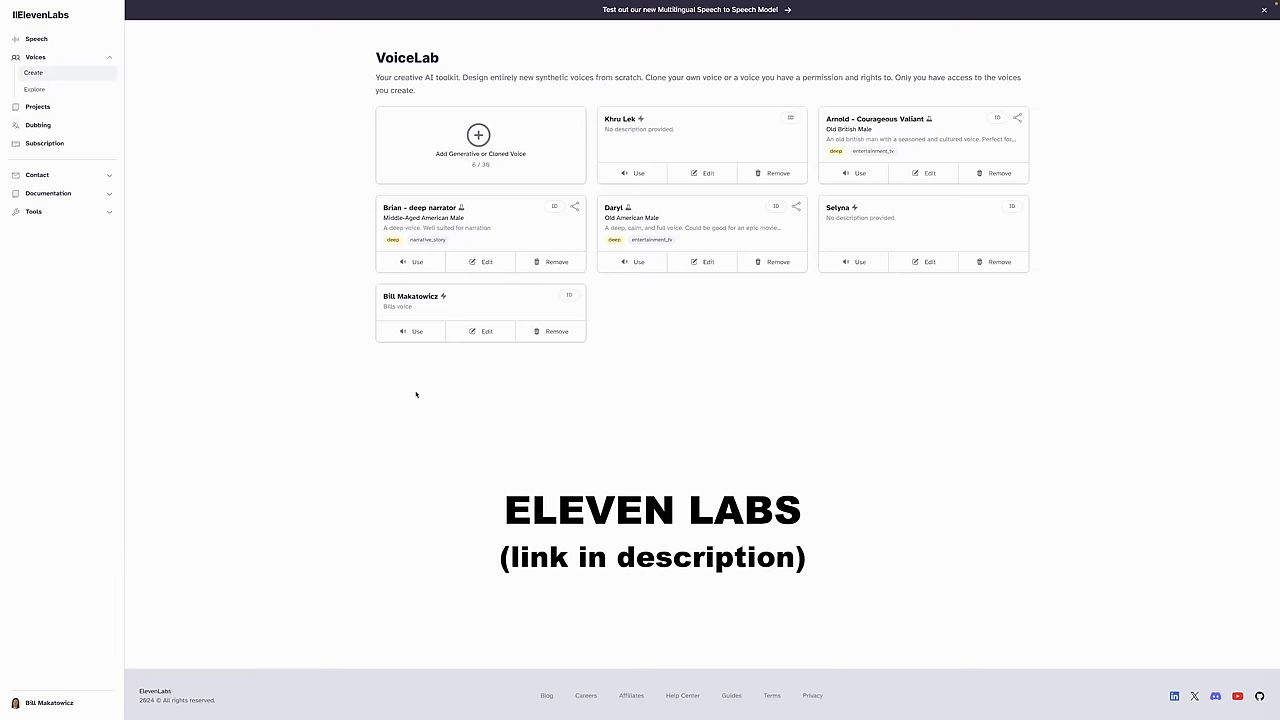 IIElevenLabs
Test out our new Multilingual Speech to Speech Model
Speech
Voices
Create
Explore
Projects
Dubbing
Subscription
Contact
Documentation
Tools
VoiceLab
Your creative AI toolkit. Design entirely new synthetic voices from scratch. Clone your own voice or a voice you have a permission and rights to. Only you have access to the voices
you create.
Add Generative or Cloned Voice
6 / 30
Khru Lek
ID
No description provided.
Use Edit Remove
Arnold - Courageous Valiant
ID
Old British Male
An old british man with a seasoned and cultured voice. Perfect for...
deep entertainment_tv
Use Edit Remove
Brian - deep narrator
ID
Middle-Aged American Male
A deep voice. Well suited for narration
deep narrative_story
Use Edit Remove
Daryl
ID
Old American Male
A deep, calm, and full voice. Could be good for an epic movie...
deep entertainment_tv
Use Edit Remove
Selyna
ID
No description provided.
Use Edit Remove
Bill Makatowicz
ID
Bills voice
Use Edit Remove
ELEVEN LABS
(link in description)
Bill Makatowicz
ElevenLabs
2024 © All rights reserved.
Blog Careers Affiliates Help Center Guides Terms Privacy